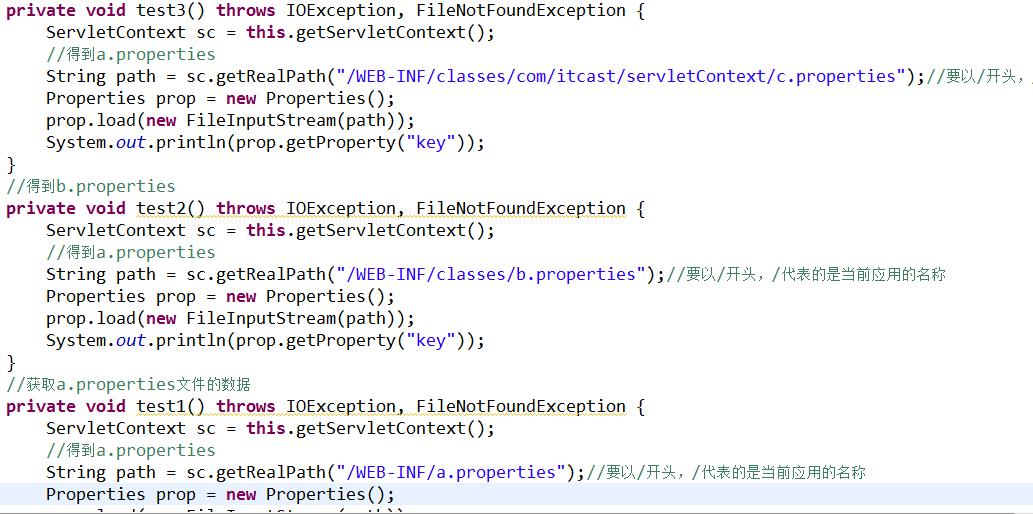 private void test3() throws IOException, FileNotFoundException {
    ServletContext sc = this.getServletContext();
    //得到a.properties
    String path = sc.getRealPath("/WEB-INF/classes/com/itcast/servletContext/c.properties");//要以/开头，
    Properties prop = new Properties();
    prop.load(new FileInputStream(path));
    System.out.println(prop.getProperty("key"));
}
//得到b.properties
private void test2() throws IOException, FileNotFoundException {
    ServletContext sc = this.getServletContext();
    //得到a.properties
    String path = sc.getRealPath("/WEB-INF/classes/b.properties");//要以/开头，/代表的是当前应用的名称
    Properties prop = new Properties();
    prop.load(new FileInputStream(path));
    System.out.println(prop.getProperty("key"));
}
//获取a.properties文件的数据
private void test1() throws IOException, FileNotFoundException {
    ServletContext sc = this.getServletContext();
    //得到a.properties
    String path = sc.getRealPath("/WEB-INF/a.properties");//要以/开头，/代表的是当前应用的名称
    Properties prop = new Properties();